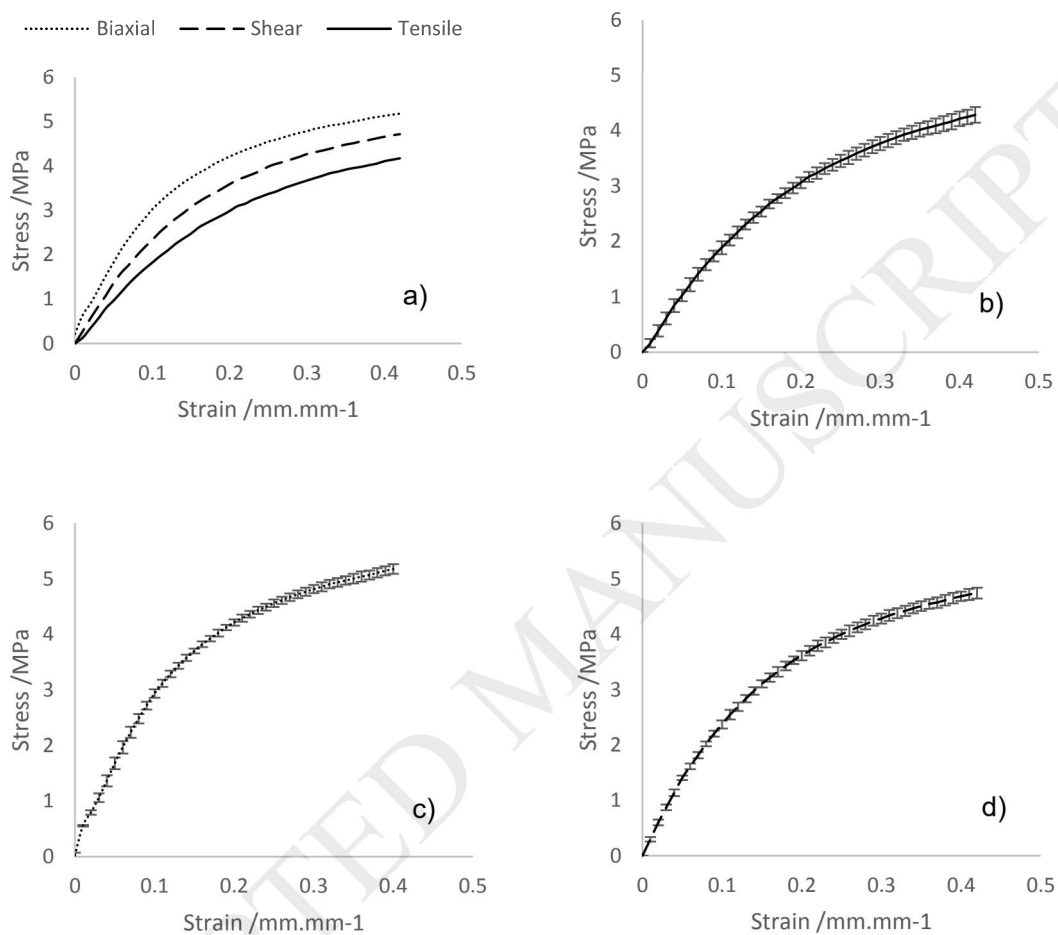 Biaxial Shear Tensile
6
5
4
3
2
1
0
Stress /MPa
a)
0 0.1 0.2 0.3 0.4 0.5
Strain /mm.mm-1
6
5
4
3
2
1
0
Stress /MPa
b)
0 0.1 0.2 0.3 0.4 0.5
Strain /mm.mm-1
6
5
4
3
2
1
0
Stress /MPa
c)
0 0.1 0.2 0.3 0.4 0.5
Strain /mm.mm-1
6
5
4
3
2
1
0
Stress /MPa
d)
0 0.1 0.2 0.3 0.4 0.5
Strain /mm.mm-1
TED MANUSCRIPT